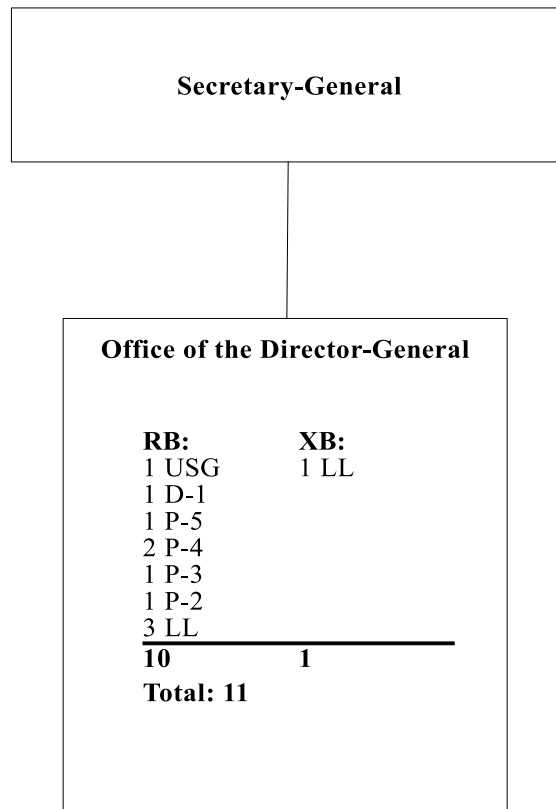 Secretary-General
Office of the Director-General
RB: XB:
1 USG 1 LL
1 D-1
1 P-5
2 P-4
1 P-3
1 P-2
3 LL
10 1
Total: 11